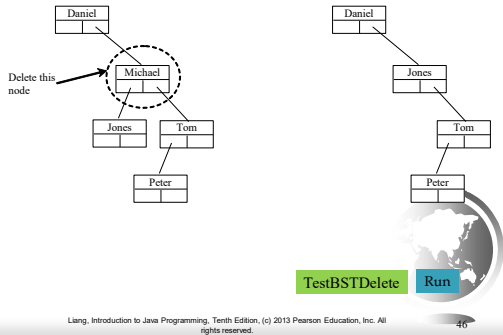 Daniel
Michael
Delete this
node
Jones
Tom
Peter
Daniel
Jones
Tom
Peter
TestBSTDelete
Run
Liang, Introduction to Java Programming, Tenth Edition, (c) 2013 Pearson Education, Inc. All
rights reserved.
46